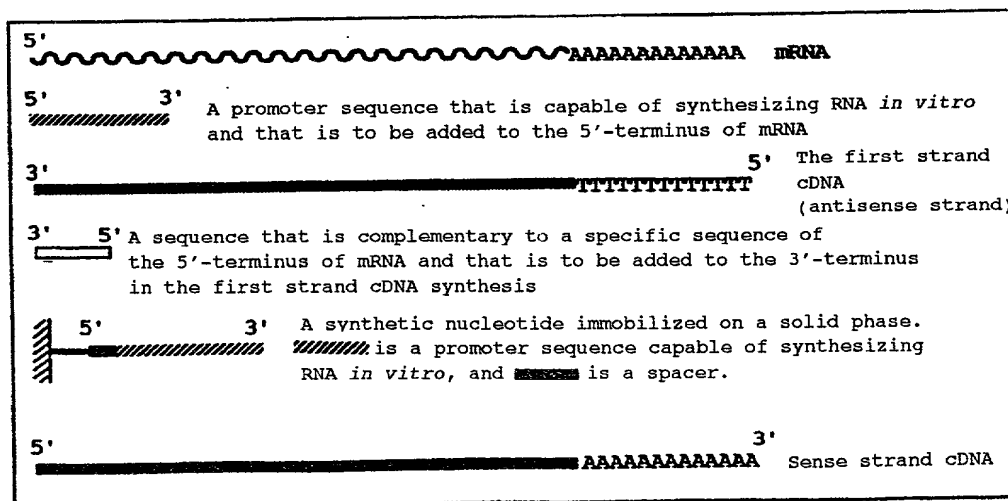 5'
AAAAAAAAAAAAA mRNA
5' 3' A promoter sequence that is capable of synthesizing RNA in vitro
and that is to be added to the 5'-terminus of mRNA
3' 5' The first strand
TTTTTTTTTTTTT cDNA
(antisense strand)
3' 5' A sequence that is complementary to a specific sequence of
the 5'-terminus of mRNA and that is to be added to the 3'-terminus
in the first strand cDNA synthesis
5' 3' A synthetic nucleotide immobilized on a solid phase.
is a promoter sequence capable of synthesizing
RNA in vitro, and is a spacer.
5' 3'
AAAAAAAAAAAAA Sense strand cDNA